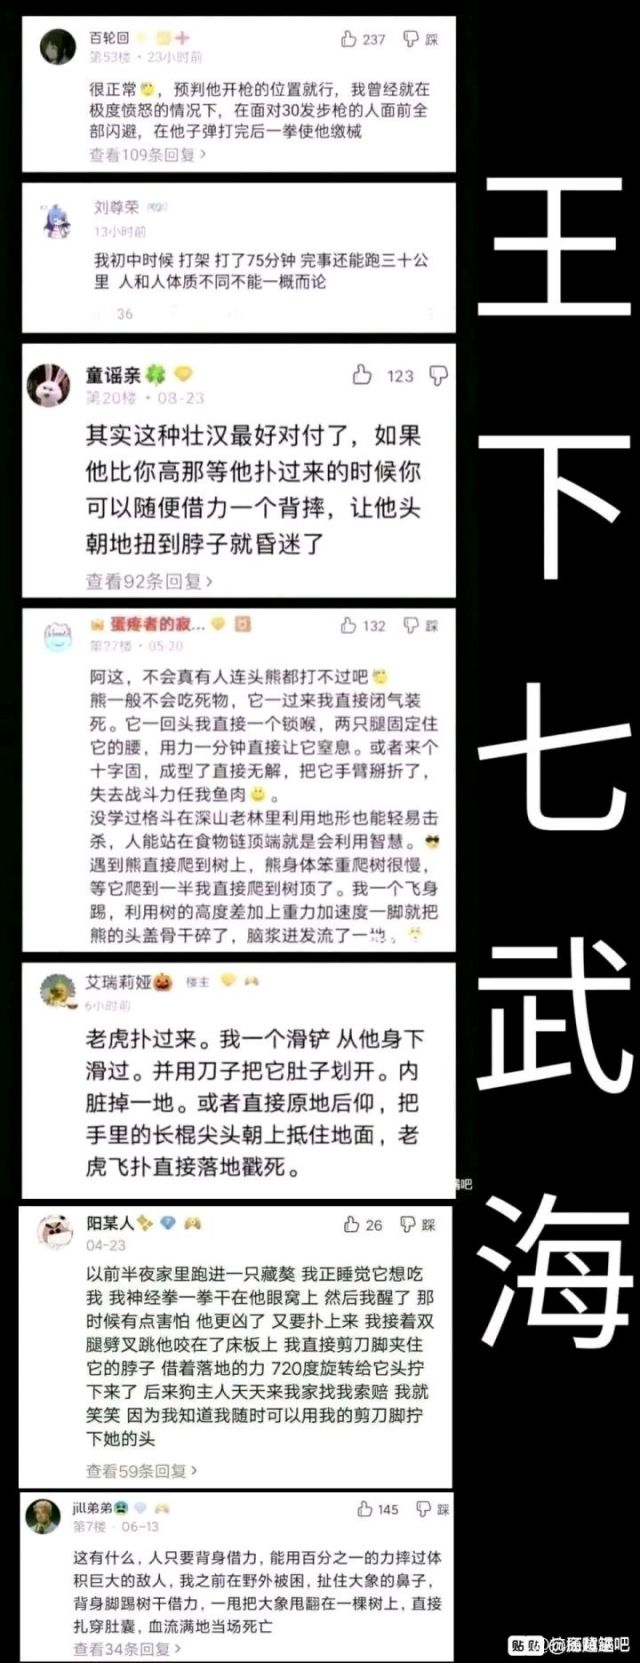 百轮回
237
踩
第53楼 · 23小时前
很正常，预判他开枪的位置就行，我曾经就在
极度愤怒的情况下，在面对30发步枪的人面前全
部闪避，在他子弹打完后一拳使他缴械
查看109条回复 >
刘尊荣
13小时前
我初中时候 打架 打了75分钟 完事还能跑三十公
里 人和人体质不同不能一概而论
36
童谣亲
123
第20楼 · 08-23
其实这种壮汉最好对付了，如果
他比你高那等他扑过来的时候你
可以随便借力一个背摔，让他头
朝地扭到脖子就昏迷了
查看92条回复 >
蛋疼者的寂...
132
踩
第27楼 · 05-20
阿这，不会真有人连头熊都打不过吧
熊一般不会吃死物，它一过来我直接闭气装
死。它一回头我直接一个锁喉，两只腿固定住
它的腰，用力一分钟直接让它窒息。或者来个
十字固，成型了直接无解，把它手臂掰折了，
失去战斗力任我鱼肉。
没学过格斗在深山老林里利用地形也能轻易击
杀，人能站在食物链顶端就是会利用智慧。
遇到熊直接爬到树上，熊身体笨重爬树很慢，
等它爬到一半我直接爬到树顶了。我一个飞身
踢，利用树的高度差加上重力加速度一脚就把
熊的头盖骨干碎了，脑浆迸发流了一地。
艾瑞莉娅
楼主
6小时前
老虎扑过来。我一个滑铲 从他身下
滑过。并用刀子把它肚子划开。内
脏掉一地。或者直接原地后仰，把
手里的长棍尖头朝上抵住地面，老
虎飞扑直接落地戳死。
阳某人
26
踩
04-23
以前半夜家里跑进一只藏獒 我正睡觉它想吃
我 我神经拳一拳干在他眼窝上 然后我醒了 那
时候有点害怕 他更凶了 又要扑上来 我接着双
腿劈叉跳他咬在了床板上 我直接剪刀脚夹住
它的脖子 借着落地的力 720度旋转给它头拧
下来了 后来狗主人天天来我家找我索赔 我就
笑笑 因为我知道我随时可以用我的剪刀脚拧
下她的头
查看59条回复 >
jill弟弟
145
踩
第7楼 · 06-13
这有什么，人只要背身借力，能用百分之一的力摔过体
积巨大的敌人，我之前在野外被困，扯住大象的鼻子，
背身脚踢树干借力，一甩把大象甩翻在一棵树上，直接
扎穿肚囊，血流满地当场死亡
查看34条回复 >
王
下
七
武
海
吧
贴贴